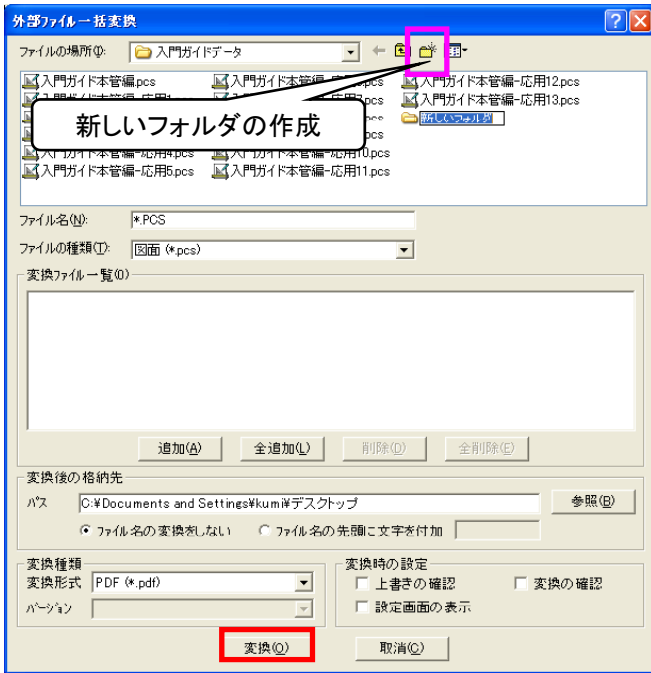 外部ファイル一括変換
ファイルの場所(I): 入門ガイドデータ
入門ガイド本管編.pcs 入門ガイド本管編-応用12.pcs
入門ガイド本管編-応用13.pcs
新しいフォルダ
新しいフォルダの作成
入門ガイド本管編-応用4.pcs 入門ガイド本管編-応用10.pcs
入門ガイド本管編-応用5.pcs 入門ガイド本管編-応用11.pcs
ファイル名(N): *.PCS
ファイルの種類(T): 図面 (*.pcs)
変換ファイル一覧(0)
追加(A) 全追加(L) 削除(D) 全削除(E)
変換後の格納先
パス C:¥Documents and Settings¥kumi¥デスクトップ 参照(B)
ファイル名の変換をしない ファイル名の先頭に文字を付加
変換種類 変換時の設定
変換形式 PDF (*.pdf) 上書きの確認 変換の確認
バージョン 設定画面の表示
変換(O) 取消(C)